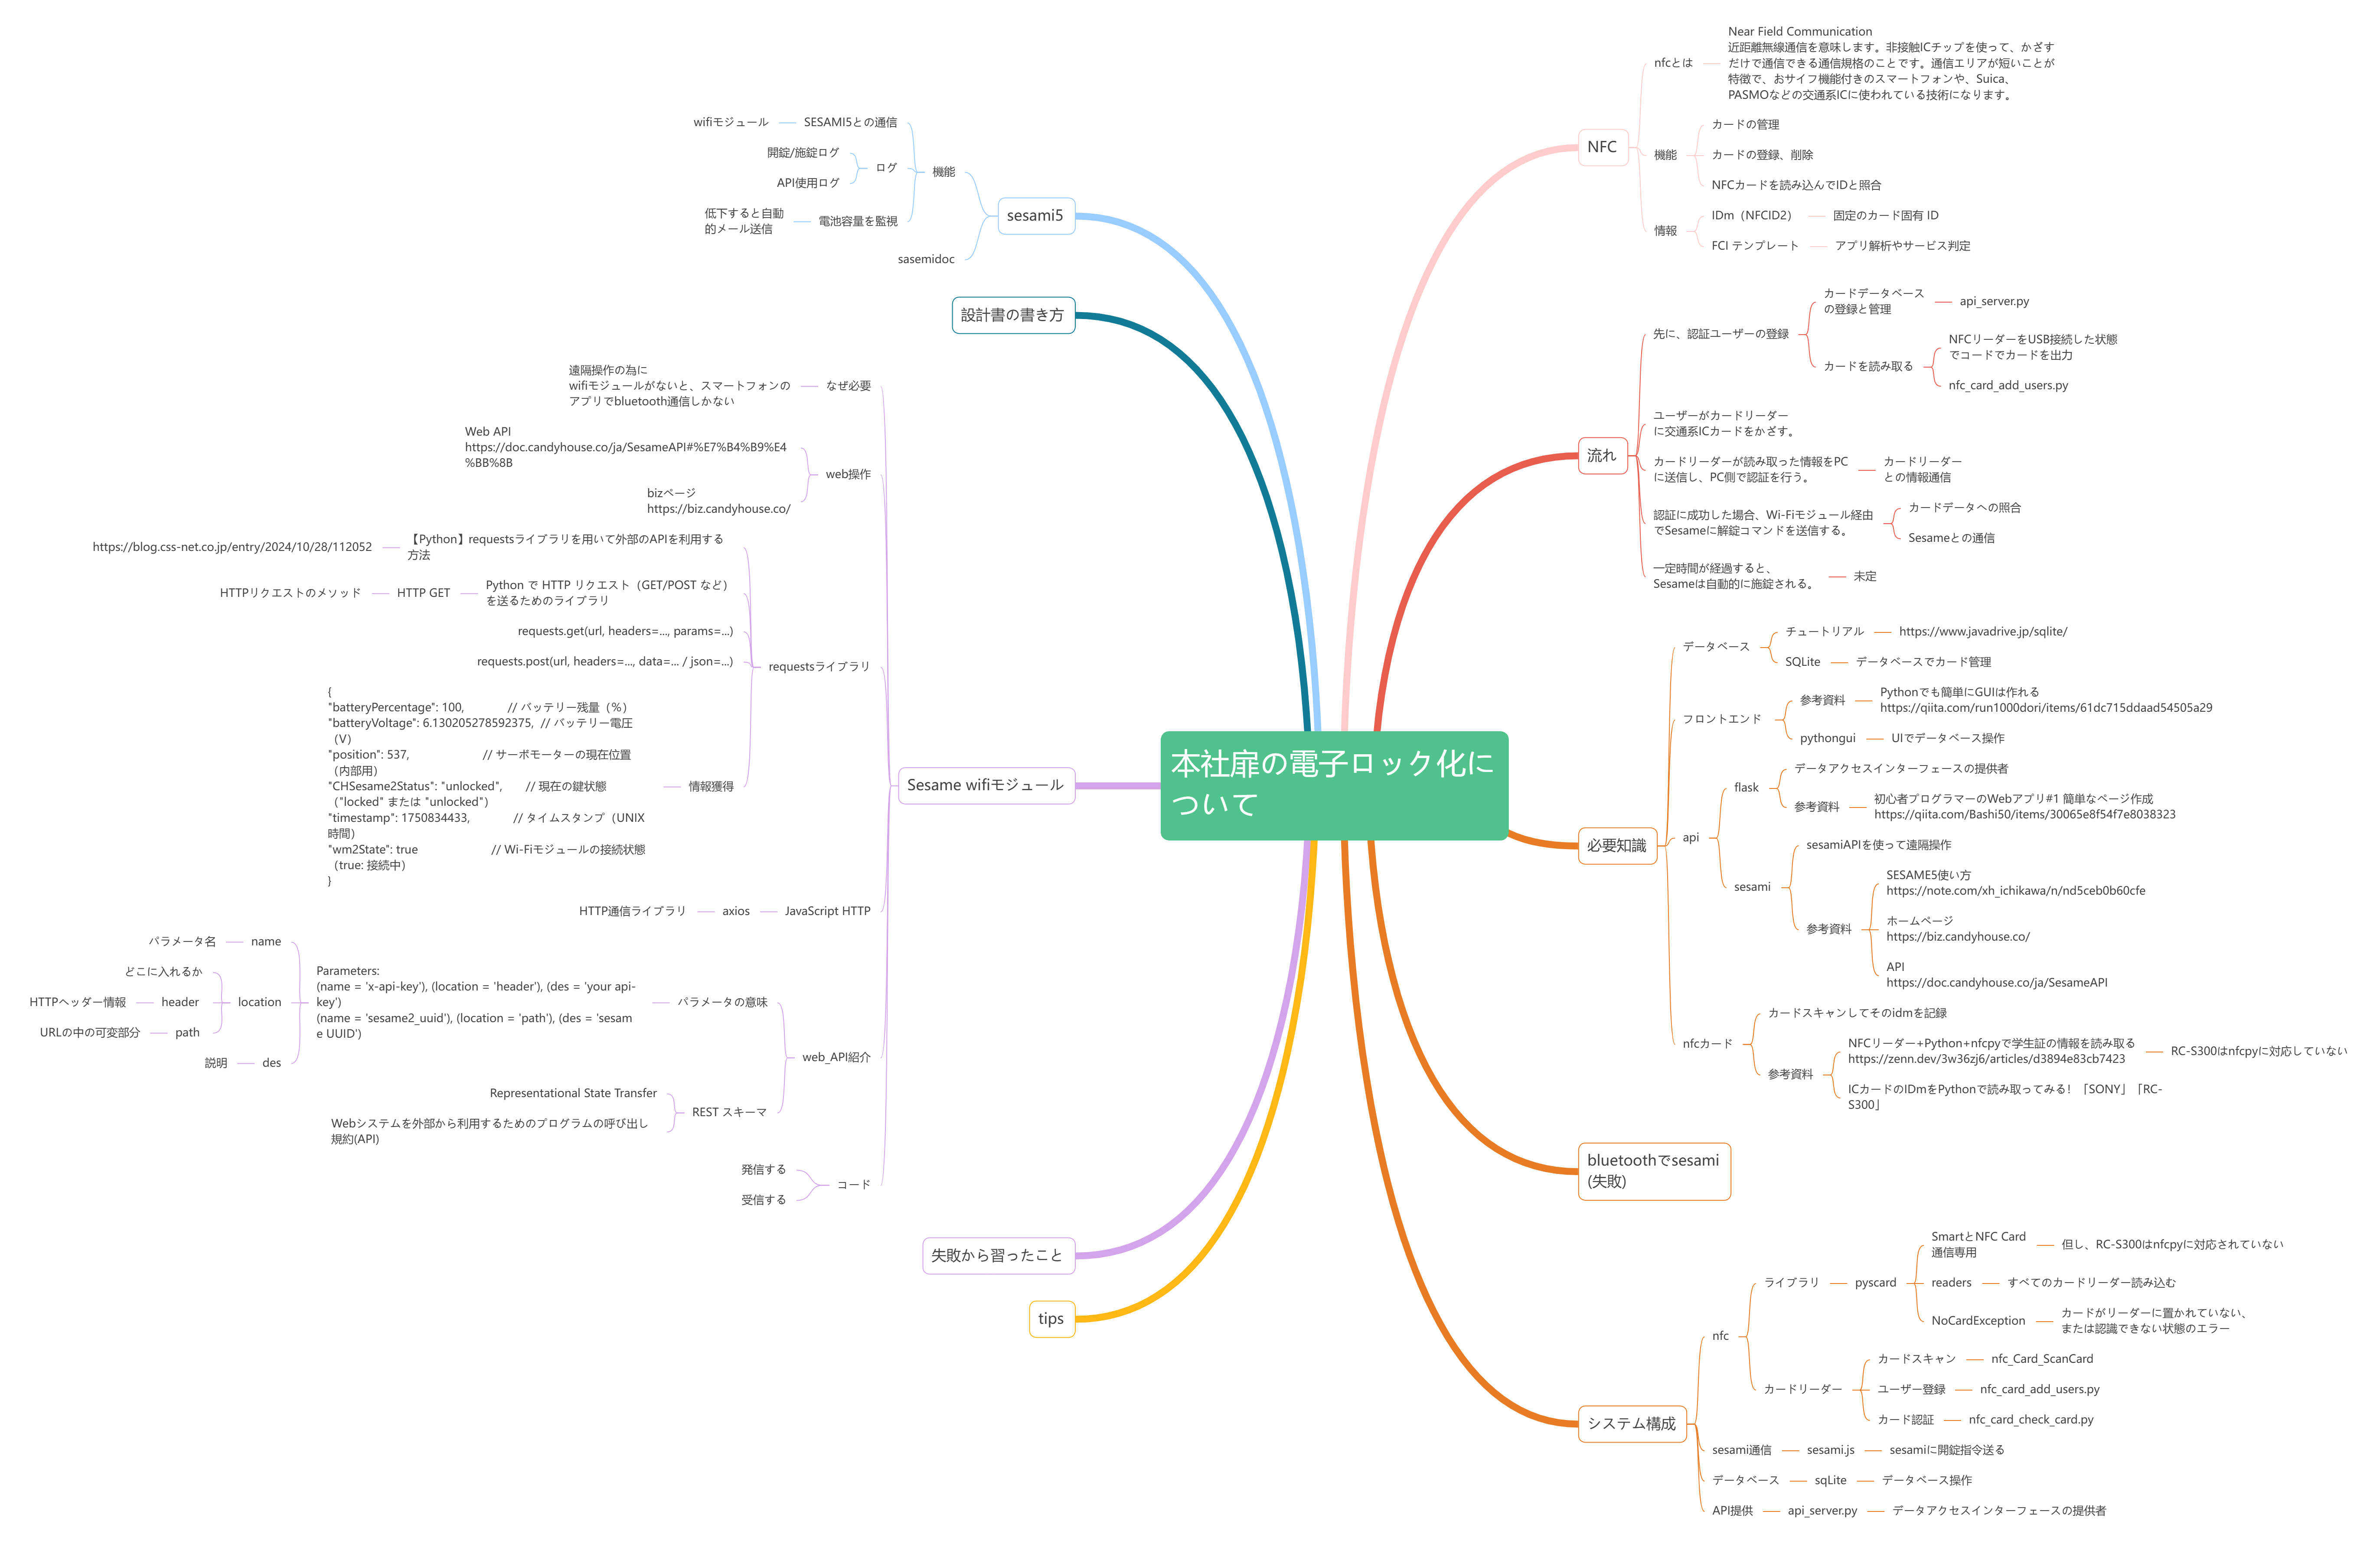 本社扉の電子ロック化に
ついて
NFC
nfcとは
Near Field Communication
近距離無線通信を意味します。非接触ICチップを使って、かざす
だけで通信できる通信規格のことです。通信エリアが短いことが
特徴で、おサイフ機能付きのスマートフォンや、Suica、
PASMOなどの交通系ICに使われている技術になります。
機能
カードの管理
カードの登録、削除
NFCカードを読み込んでIDと照合
情報
IDm（NFCID2）
固定のカード固有 ID
FCI テンプレート
アプリ解析やサービス判定
流れ
先に、認証ユーザーの登録
カードデータベース
の登録と管理
api_server.py
カードを読み取る
NFCリーダーをUSB接続した状態
でコードでカードを出力
nfc_card_add_users.py
ユーザーがカードリーダー
に交通系ICカードをかざす。
カードリーダーが読み取った情報をPC
に送信し、PC側で認証を行う。
カードリーダー
との情報通信
認証に成功した場合、Wi-Fiモジュール経由
でSesameに解錠コマンドを送信する。
カードデータへの照合
Sesameとの通信
一定時間が経過すると、
Sesameは自動的に施錠される。
未定
必要知識
データベース
チュートリアル
https://www.javadrive.jp/sqlite/
SQLite
データベースでカード管理
フロントエンド
参考資料
Pythonでも簡単にGUIは作れる
https://qiita.com/run1000dori/items/61dc715ddaad54505a29
pythongui
UIでデータベース操作
api
flask
データアクセスインターフェースの提供者
参考資料
初心者プログラマーのWebアプリ#1 簡単なページ作成
https://qiita.com/Bashi50/items/30065e8f54f7e8038323
sesami
sesamiAPIを使って遠隔操作
参考資料
SESAME5使い方
https://note.com/xh_ichikawa/n/nd5ceb0b60cfe
ホームページ
https://biz.candyhouse.co/
API
https://doc.candyhouse.co/ja/SesameAPI
nfcカード
カードスキャンしてそのidmを記録
参考資料
NFCリーダー+Python+nfcpyで学生証の情報を読み取る
https://zenn.dev/3w36zj6/articles/d3894e83cb7423
RC-S300はnfcpyに対応していない
ICカードのIDmをPythonで読み取ってみる！「SONY」「RC-
S300」
bluetoothでsesami
(失敗)
システム構成
nfc
ライブラリ
pyscard
SmartとNFC Card
通信専用
但し、RC-S300はnfcpyに対応されていない
readers
すべてのカードリーダー読み込む
NoCardException
カードがリーダーに置かれていない、
または認識できない状態のエラー
カードリーダー
カードスキャン
nfc_Card_ScanCard
ユーザー登録
nfc_card_add_users.py
カード認証
nfc_card_check_card.py
sesami通信
sesami.js
sesamiに開錠指令送る
データベース
sqLite
データベース操作
API提供
api_server.py
データアクセスインターフェースの提供者
sesami5
機能
SESAMI5との通信
wifiモジュール
ログ
開錠/施錠ログ
API使用ログ
電池容量を監視
低下すると自動
的メール送信
sasemidoc
設計書の書き方
Sesame wifiモジュール
なぜ必要
遠隔操作の為に
wifiモジュールがないと、スマートフォンの
アプリでbluetooth通信しかない
web操作
Web API
https://doc.candyhouse.co/ja/SesameAPI#%E7%B4%B9%E4
%BB%8B
bizページ
https://biz.candyhouse.co/
requestsライブラリ
【Python】requestsライブラリを用いて外部のAPIを利用する
方法
https://blog.css-net.co.jp/entry/2024/10/28/112052
Python で HTTP リクエスト（GET/POST など）
を送るためのライブラリ
HTTP GET
HTTPリクエストのメソッド
requests.get(url, headers=..., params=...)
requests.post(url, headers=..., data=... / json=...)
情報獲得
{
"batteryPercentage": 100, // バッテリー残量（%）
"batteryVoltage": 6.130205278592375, // バッテリー電圧
（V）
"position": 537, // サーボモーターの現在位置
（内部用）
"CHSesame2Status": "unlocked", // 現在の鍵状態
（"locked" または "unlocked"）
"timestamp": 1750834433, // タイムスタンプ（UNIX
時間）
"wm2State": true // Wi-Fiモジュールの接続状態
（true: 接続中）
}
JavaScript HTTP
axios
HTTP通信ライブラリ
web_API紹介
パラメータの意味
Parameters:
(name = 'x-api-key'), (location = 'header'), (des = 'your api-
key')
(name = 'sesame2_uuid'), (location = 'path'), (des = 'sesam
e UUID')
name
パラメータ名
location
どこに入れるか
header
HTTPヘッダー情報
path
URLの中の可変部分
des
説明
REST スキーマ
Representational State Transfer
Webシステムを外部から利用するためのプログラムの呼び出し
規約(API)
コード
発信する
受信する
失敗から習ったこと
tips